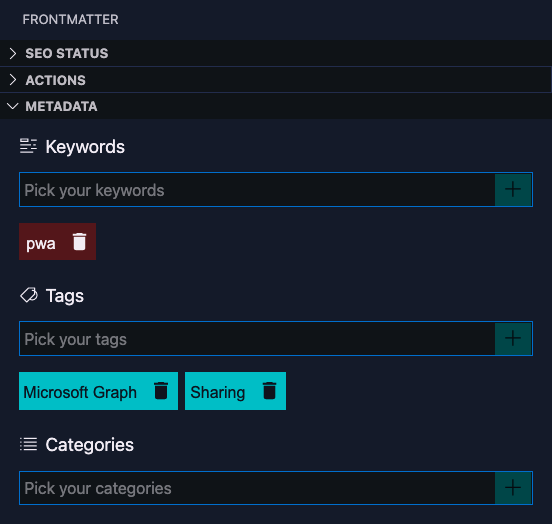 FRONTMATTER
SEO STATUS
ACTIONS
METADATA
Keywords
Pick your keywords
pwa
Tags
Pick your tags
Microsoft Graph Sharing
Categories
Pick your categories